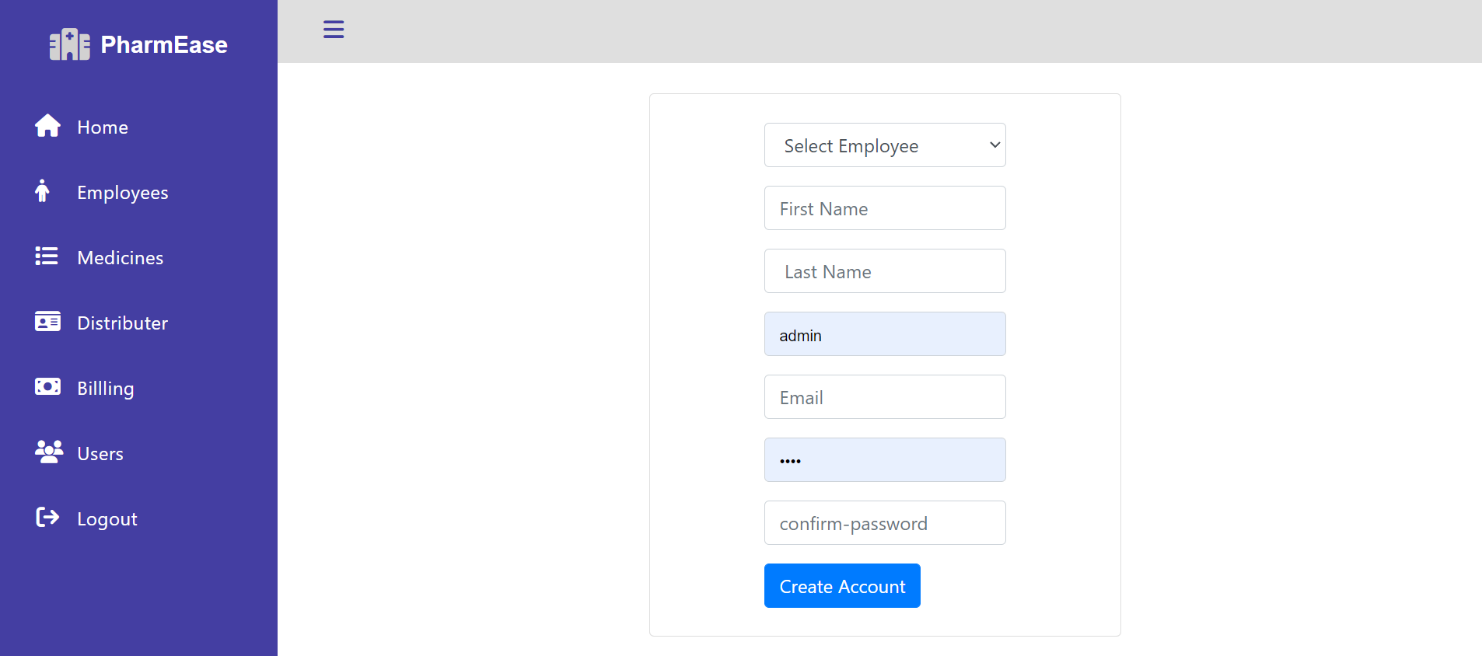 PharmEase
Home
Employees
Medicines
Distributer
Billling
Users
Logout
Select Employee
First Name
Last Name
admin
Email
••••
confirm-password
Create Account